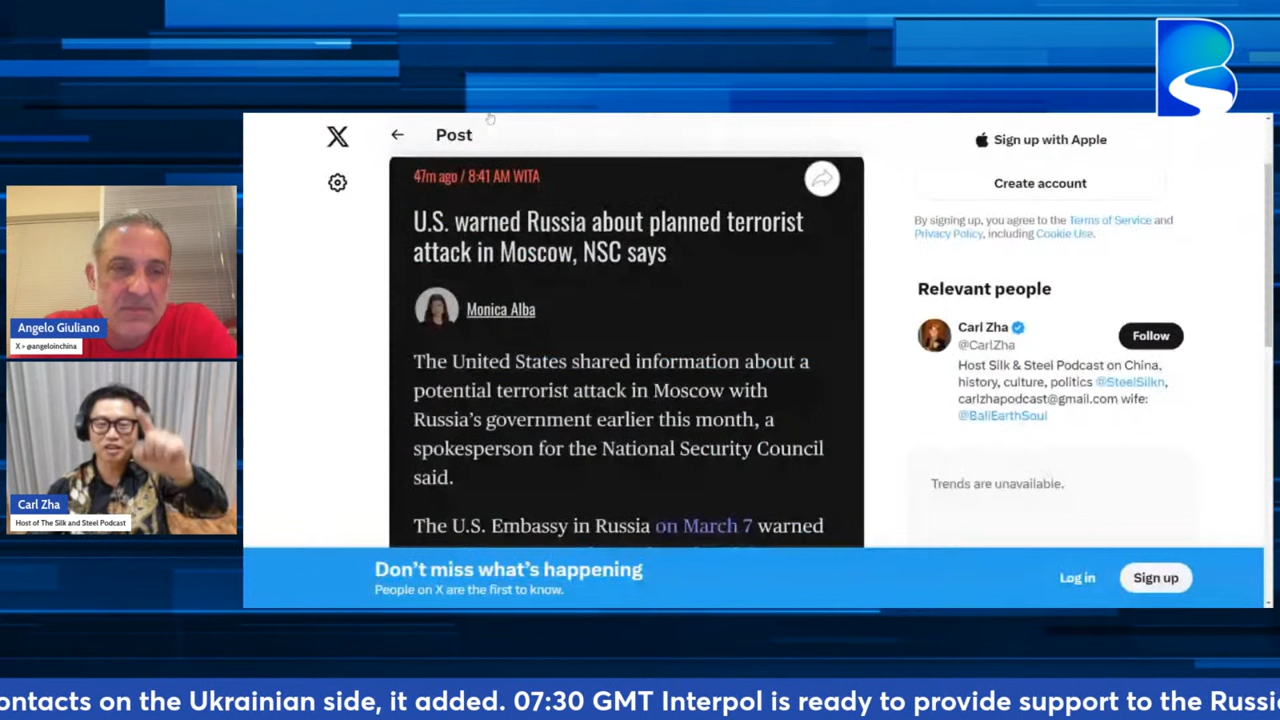 Post
47m ago / 8:41 AM WITA
U.S. warned Russia about planned terrorist
attack in Moscow, NSC says
Monica Alba
The United States shared information about a
potential terrorist attack in Moscow with
Russia's government earlier this month, a
spokesperson for the National Security Council
said.
The U.S. Embassy in Russia on March 7 warned
Sign up with Apple
Create account
By signing up, you agree to the Terms of Service and
Privacy Policy, including Cookie Use.
Relevant people
Carl Zha
@CarlZha
Follow
Host Silk & Steel Podcast on China,
history, culture, politics @SteelSilkn,
carlzhapodcast@gmail.com wife:
@BaliEarthSoul
Trends are unavailable.
Don't miss what's happening
People on X are the first to know.
Log in
Sign up
Angelo Giuliano
X > @angeloinchina
Carl Zha
Host of The Silk and Steel Podcast
ontacts on the Ukrainian side, it added. 07:30 GMT Interpol is ready to provide support to the Russi